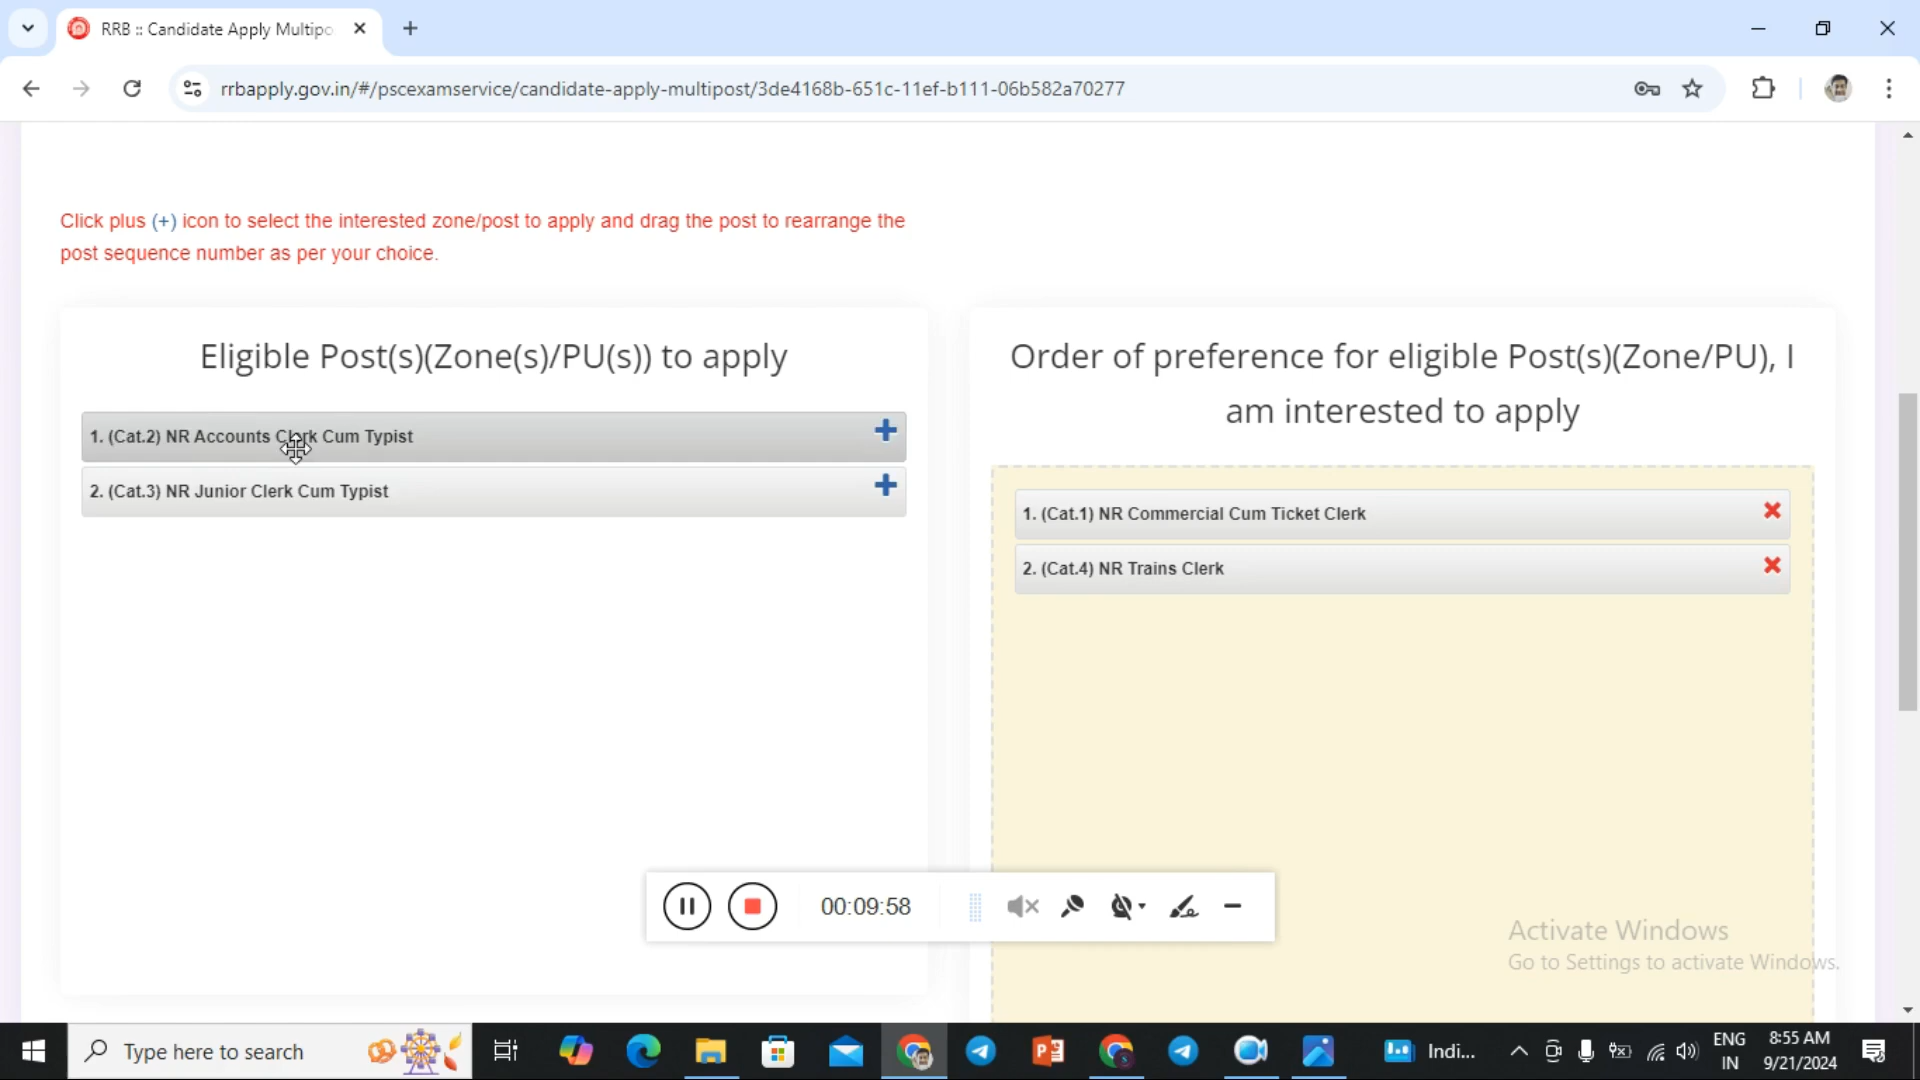 RRB :: Candidate Apply Multipo
rrbapply.gov.in/#/pscexamservice/candidate-apply-multipost/3de4168b-651c-11ef-b111-06b582a70277
Click plus (+) icon to select the interested zone/post to apply and drag the post to rearrange the
post sequence number as per your choice.
Eligible Post(s)(Zone(s)/PU(s)) to apply
1. (Cat.2) NR Accounts Clerk Cum Typist
2. (Cat.3) NR Junior Clerk Cum Typist
Order of preference for eligible Post(s)(Zone/PU), I
am interested to apply
1. (Cat.1) NR Commercial Cum Ticket Clerk
2. (Cat.4) NR Trains Clerk
00:09:58
Activate Windows
Go to Settings to activate Windows.
Type here to search
Indi...
ENG
IN
8:55 AM
9/21/2024